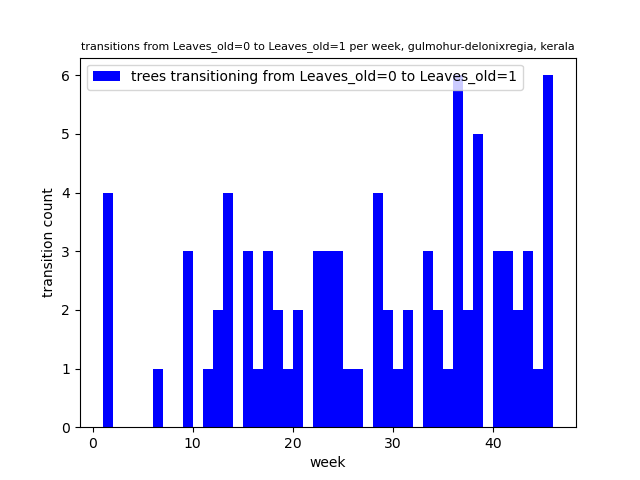 transitions from Leaves_old=0 to Leaves_old=1 per week, gulmohur-delonixregia, kerala
trees transitioning from Leaves_old=0 to Leaves_old=1
6
5
4
3
2
1
0
transition count
0 10 20 30 40
week